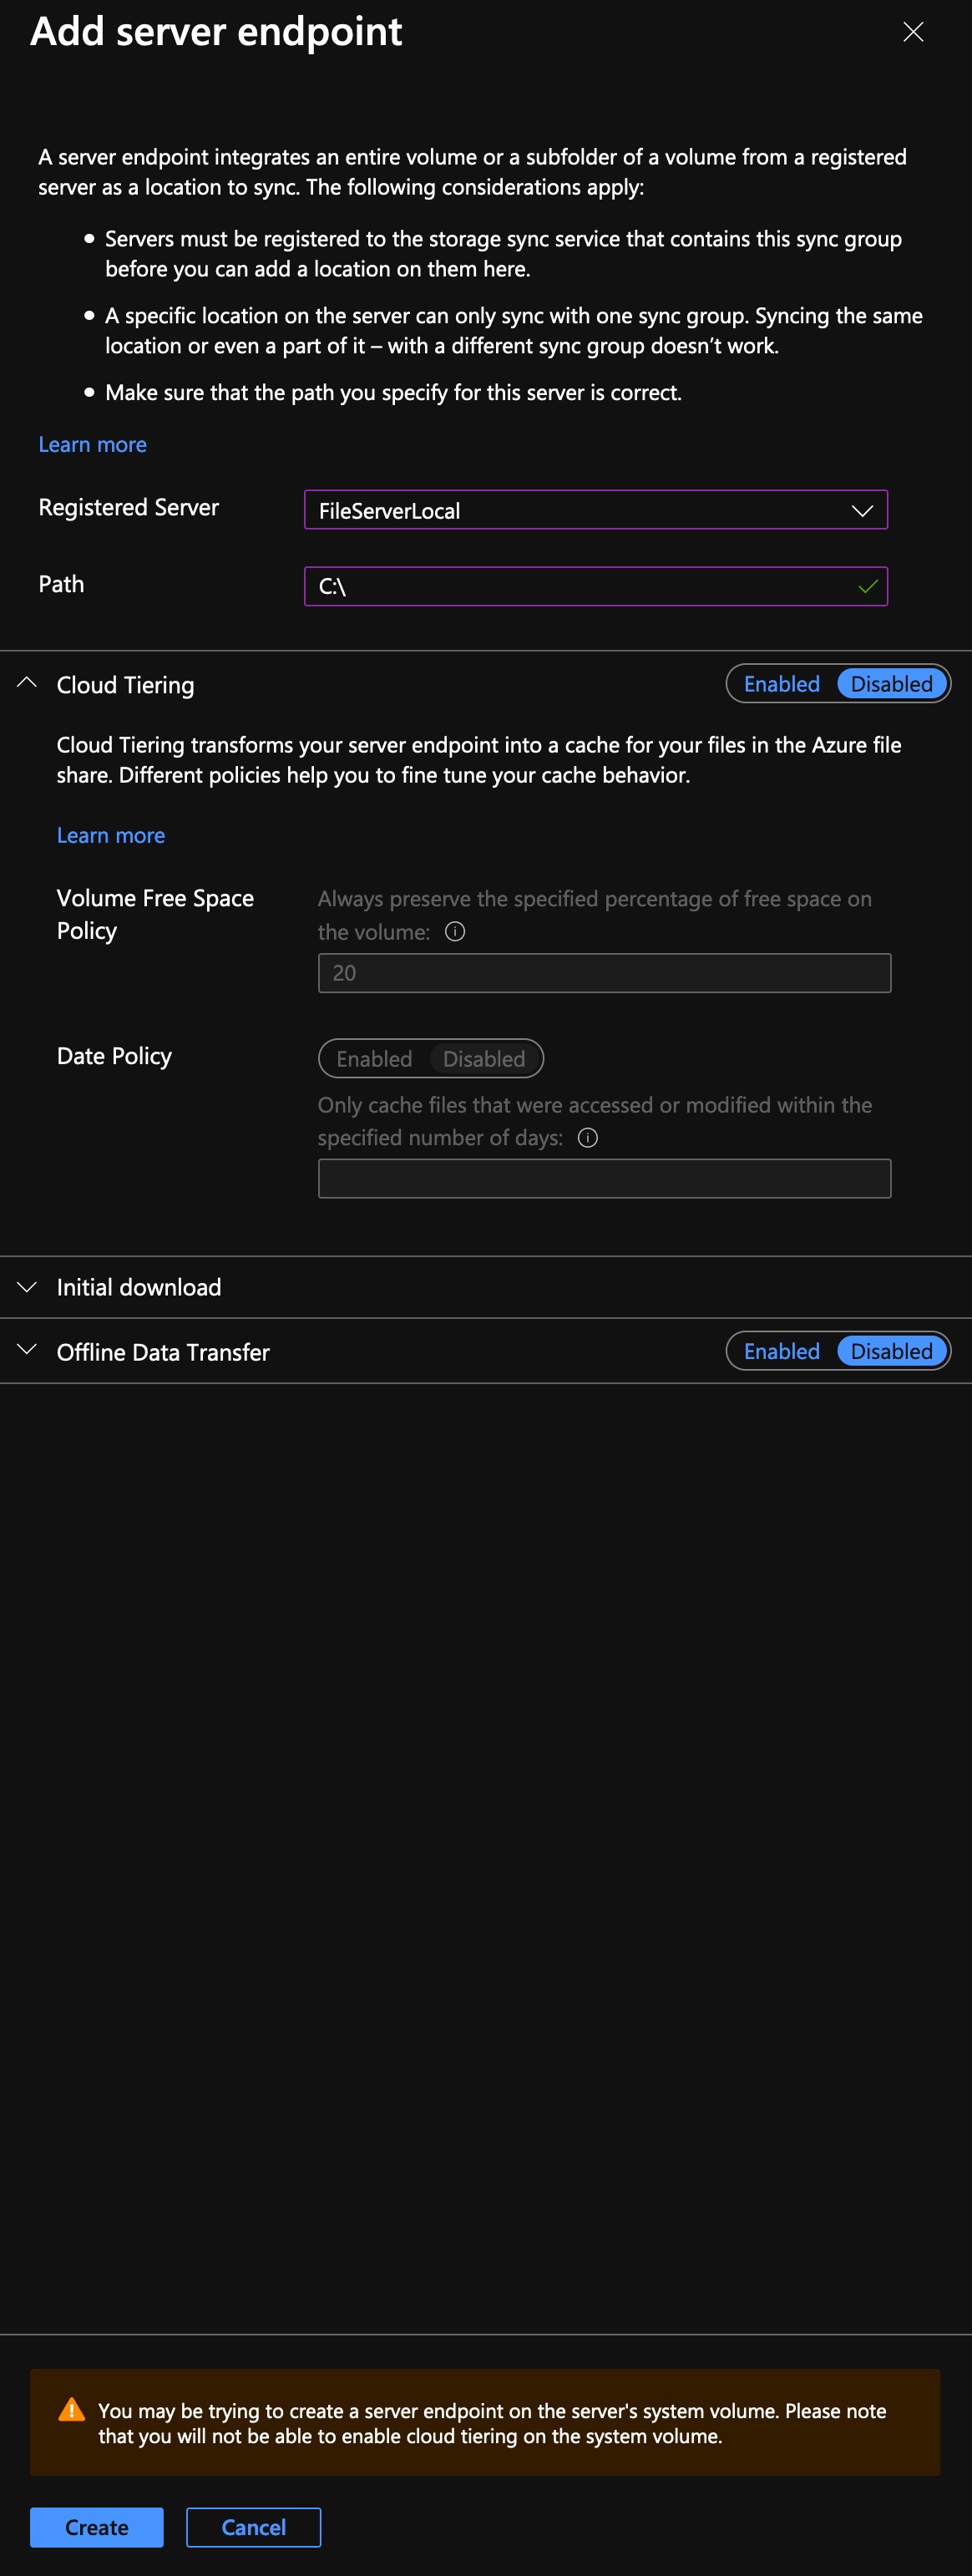 Add server endpoint
A server endpoint integrates an entire volume or a subfolder of a volume from a registered
server as a location to sync. The following considerations apply:
Servers must be registered to the storage sync service that contains this sync group
before you can add a location on them here.
A specific location on the server can only sync with one sync group. Syncing the same
location or even a part of it – with a different sync group doesn’t work.
Make sure that the path you specify for this server is correct.
Learn more
Registered Server
FileServerLocal
Path
C:\
Cloud Tiering
Enabled Disabled
Cloud Tiering transforms your server endpoint into a cache for your files in the Azure file
share. Different policies help you to fine tune your cache behavior.
Learn more
Volume Free Space
Policy
Always preserve the specified percentage of free space on
the volume:
20
Date Policy
Enabled Disabled
Only cache files that were accessed or modified within the
specified number of days:
Initial download
Offline Data Transfer
Enabled Disabled
You may be trying to create a server endpoint on the server's system volume. Please note
that you will not be able to enable cloud tiering on the system volume.
Create Cancel